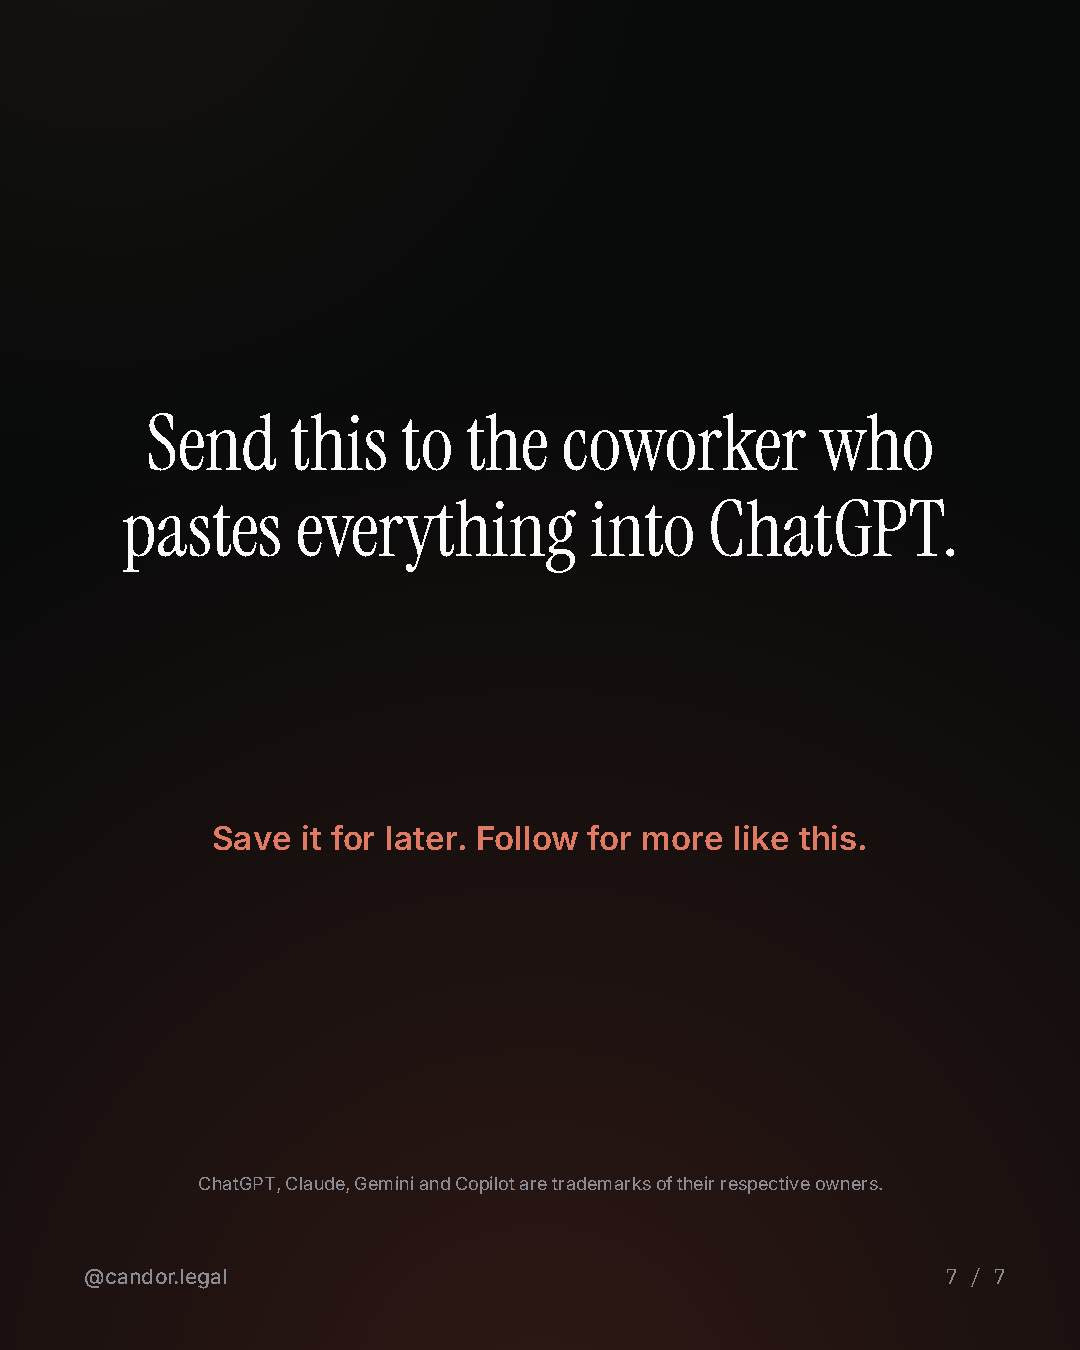 Send this to the coworker who
pastes everything into ChatGPT.
Save it for later. Follow for more like this.
ChatGPT, Claude, Gemini and Copilot are trademarks of their respective owners.
@candor.legal
7 / 7